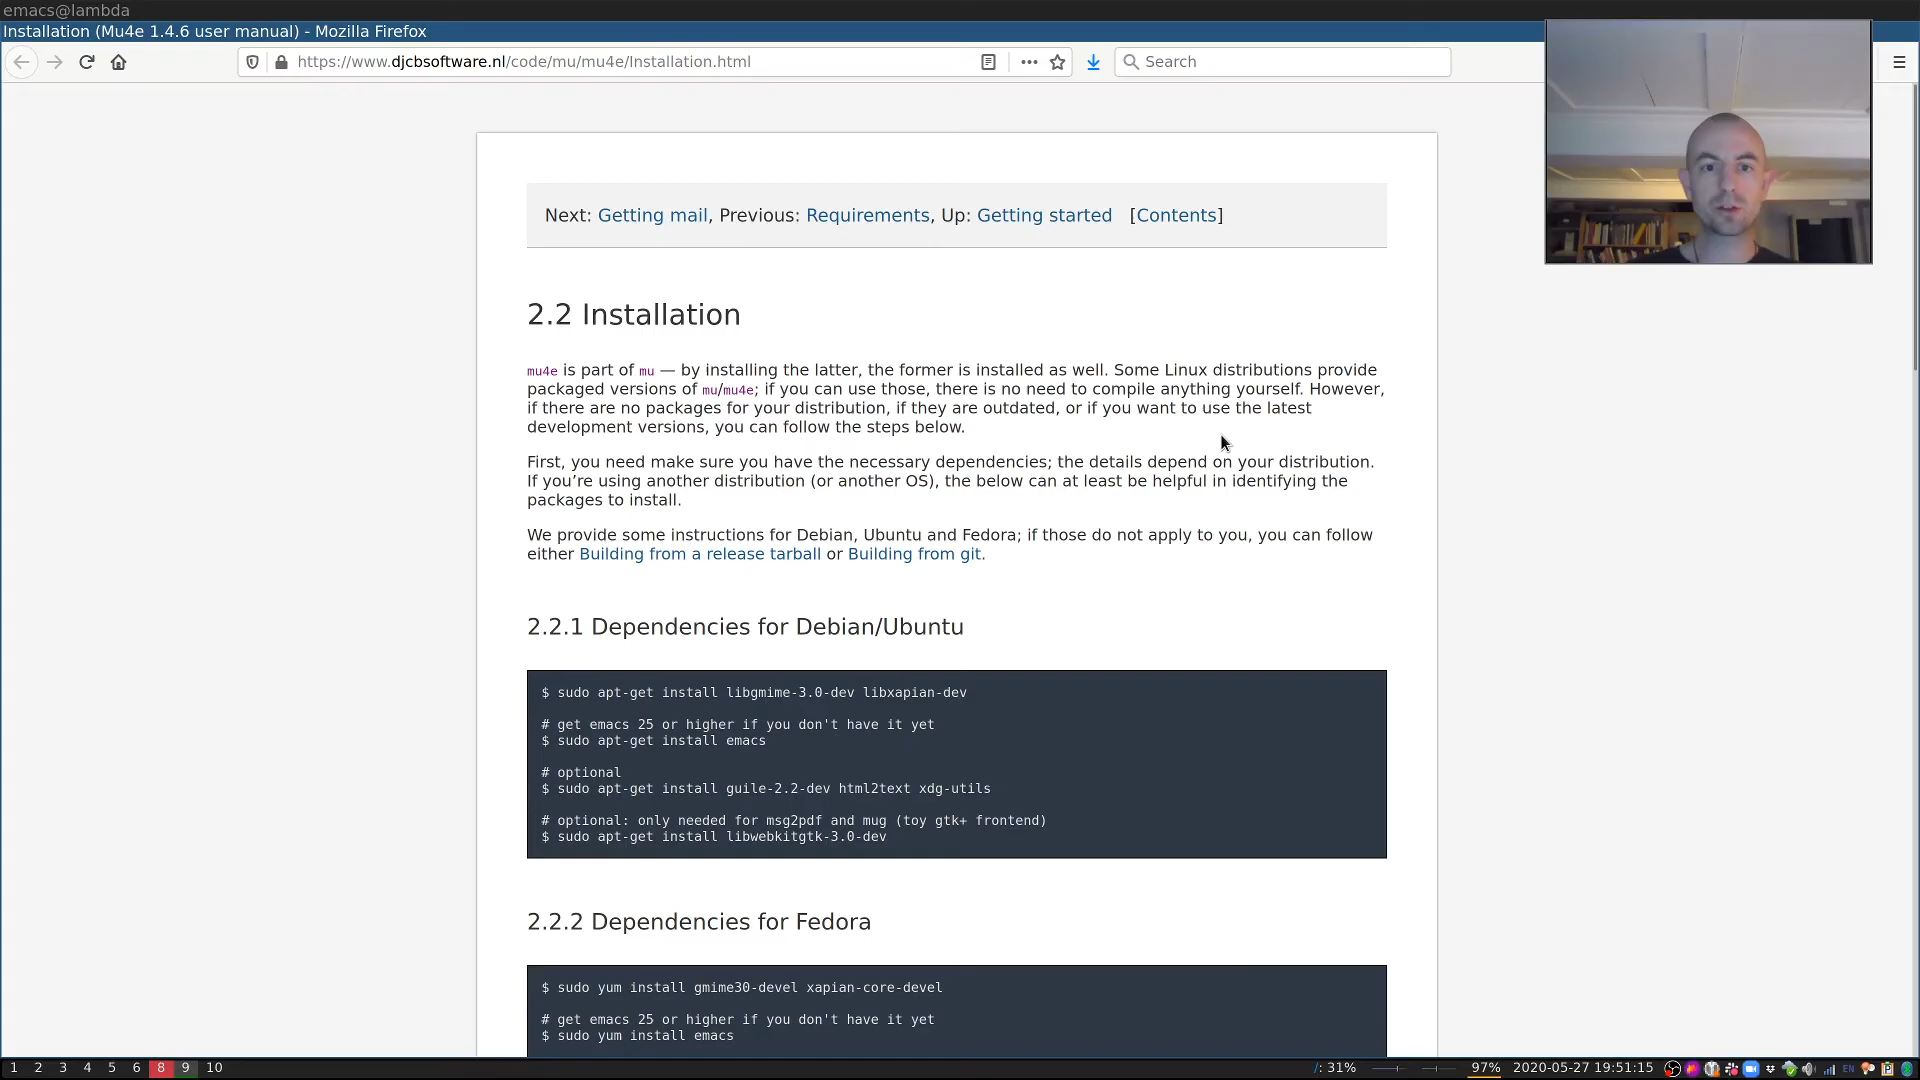 emacs@lambda
Installation (Mu4e 1.4.6 user manual) - Mozilla Firefox
https://www.djcbsoftware.nl/code/mu/mu4e/Installation.html
Search
Next: Getting mail, Previous: Requirements, Up: Getting started [Contents]
2.2 Installation
mu4e is part of mu — by installing the latter, the former is installed as well. Some Linux distributions provide
packaged versions of mu/mu4e; if you can use those, there is no need to compile anything yourself. However,
if there are no packages for your distribution, if they are outdated, or if you want to use the latest
development versions, you can follow the steps below.
First, you need make sure you have the necessary dependencies; the details depend on your distribution.
If you’re using another distribution (or another OS), the below can at least be helpful in identifying the
packages to install.
We provide some instructions for Debian, Ubuntu and Fedora; if those do not apply to you, you can follow
either Building from a release tarball or Building from git.
2.2.1 Dependencies for Debian/Ubuntu
$ sudo apt-get install libgmime-3.0-dev libxapian-dev
# get emacs 25 or higher if you don't have it yet
$ sudo apt-get install emacs
# optional
$ sudo apt-get install guile-2.2-dev html2text xdg-utils
# optional: only needed for msg2pdf and mug (toy gtk+ frontend)
$ sudo apt-get install libwebkitgtk-3.0-dev
2.2.2 Dependencies for Fedora
$ sudo yum install gmime30-devel xapian-core-devel
# get emacs 25 or higher if you don't have it yet
$ sudo yum install emacs
1 2 3 4 5 6 8 9 10 /: 31% 97% 2020-05-27 19:51:15 EN